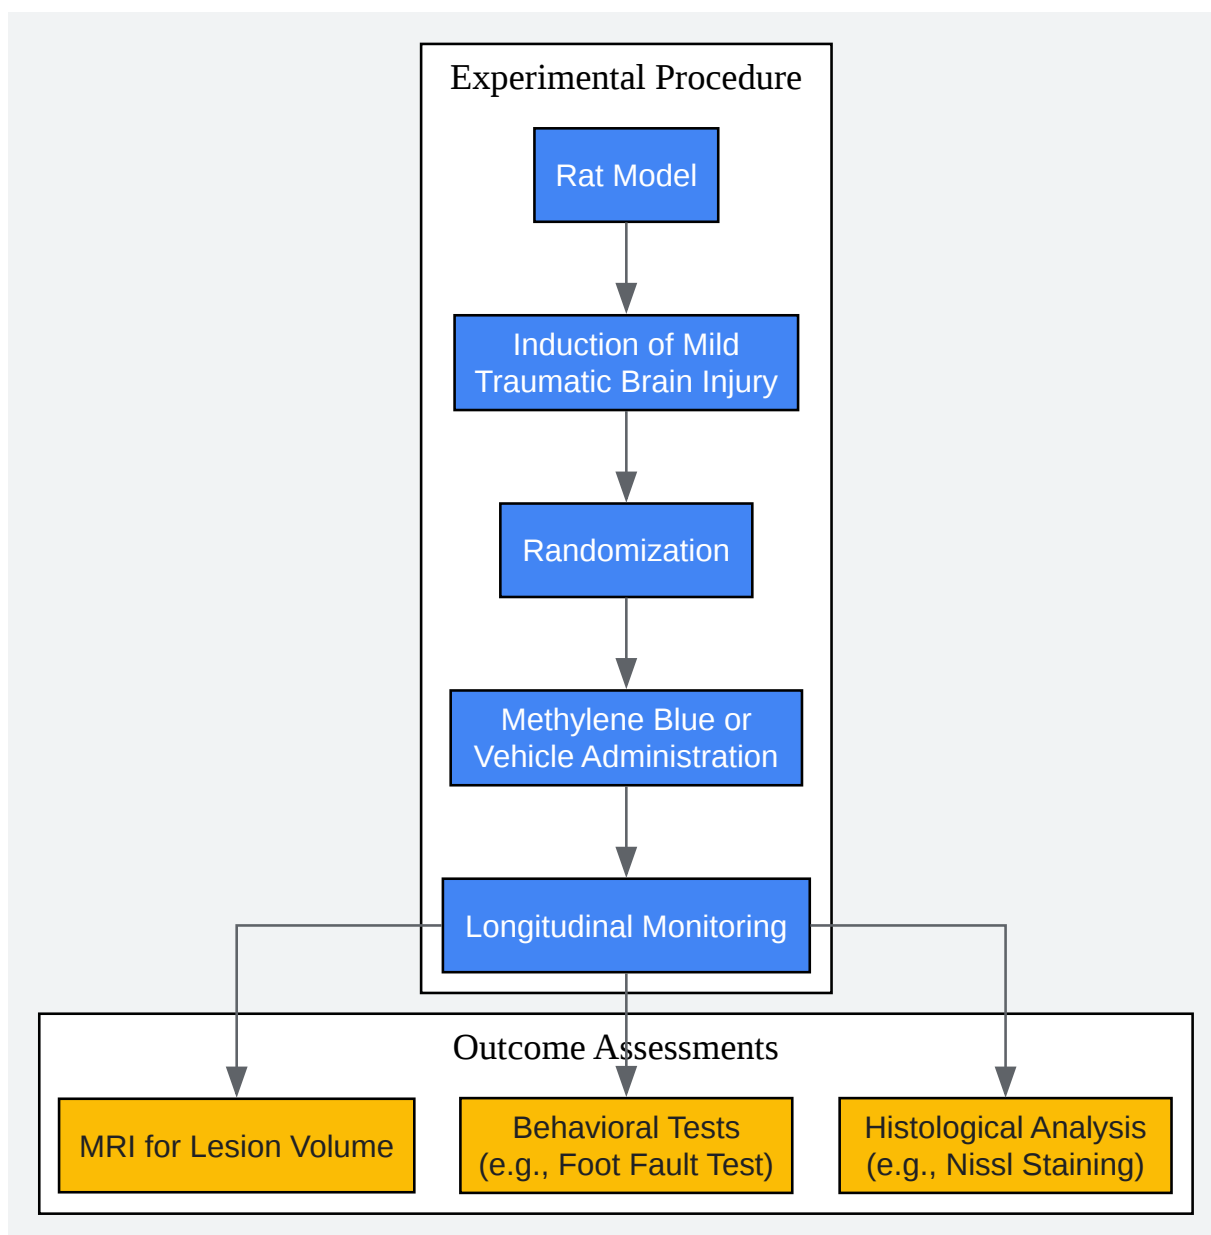 Experimental Procedure
Rat Model
Induction of Mild
Traumatic Brain Injury
Randomization
Methylene Blue or
Vehicle Administration
Longitudinal Monitoring
Outcome Assessments
MRI for Lesion Volume
Behavioral Tests
(e.g., Foot Fault Test)
Histological Analysis
(e.g., Nissl Staining)